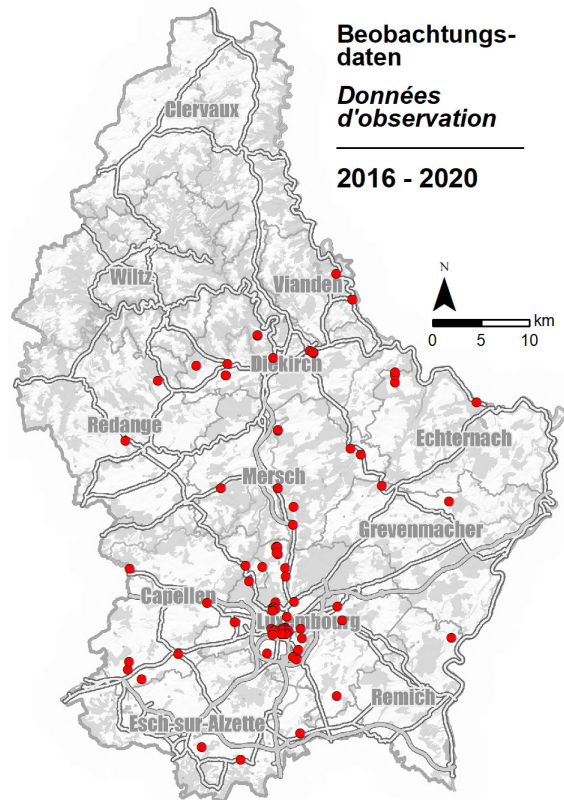 Beobachtungs-
daten
Données
d'observation
2016 - 2020
Clervaux
N
Wiltz
Vianden
km
0 5 10
Diekirch
Redange
Echternach
Mersch
Grevenmacher
Capellen
Luxembourg
Remich
Esch-sur-Alzette